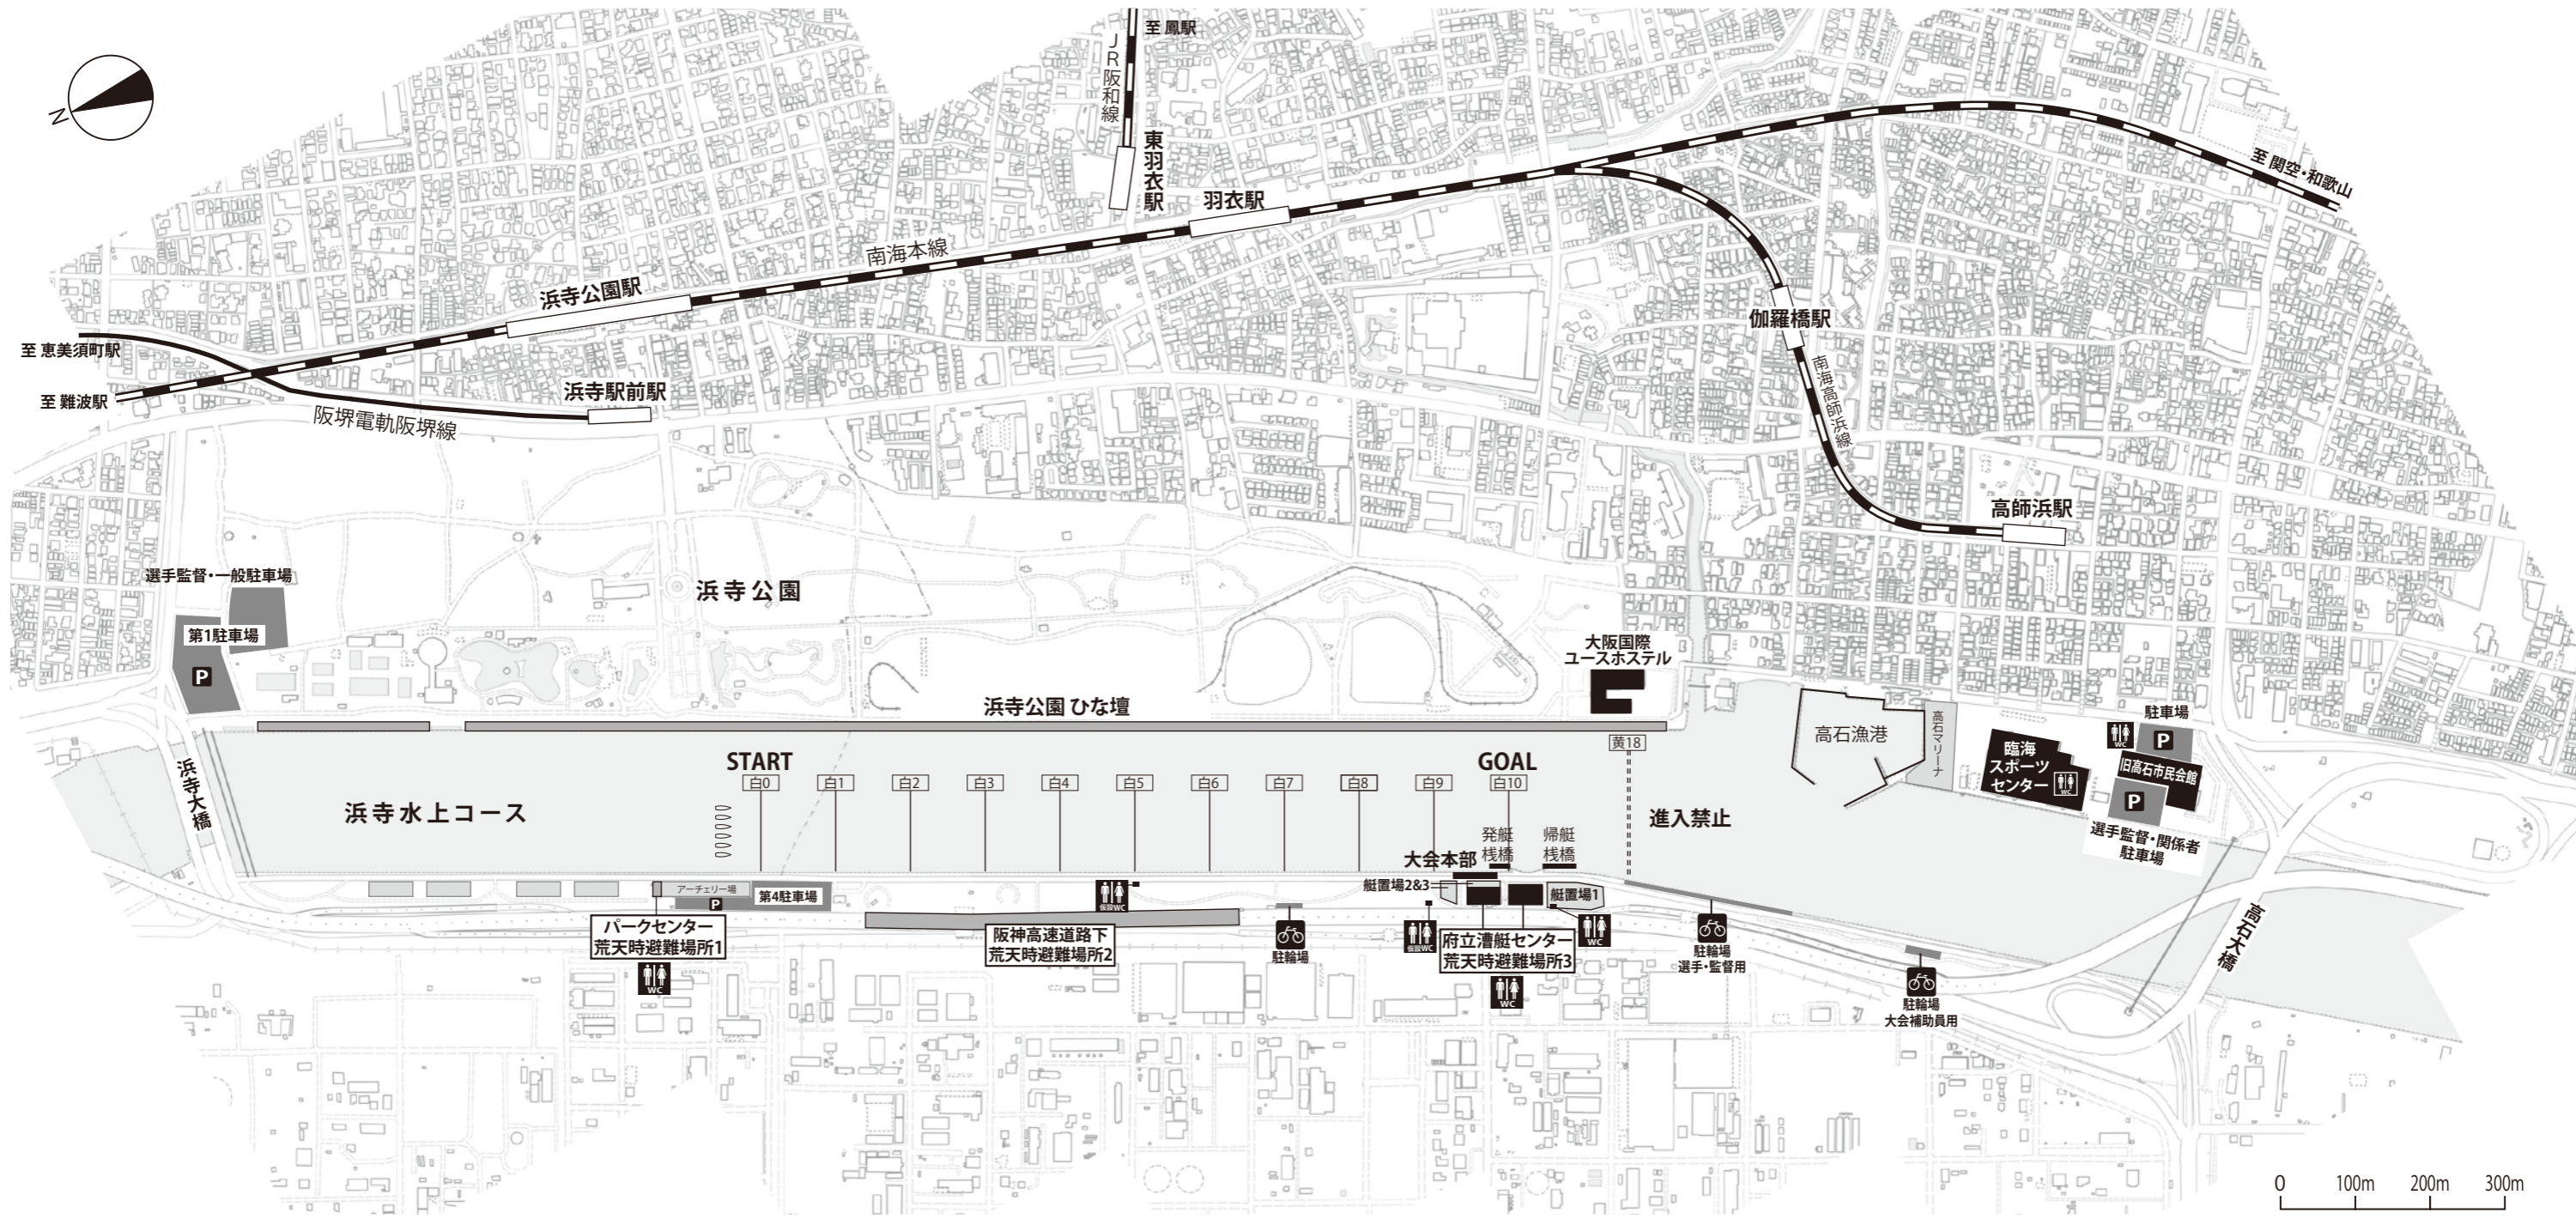 N
至 鳳駅
JR阪和線
東羽衣駅
羽衣駅
至 関空・和歌山
南海本線
浜寺公園駅
至 恵美須町駅
至 難波駅
浜寺駅前駅
阪堺電軌阪堺線
伽羅橋駅
南海高師浜線
高師浜駅
選手監督・一般駐車場
第1駐車場
P
浜寺公園
大阪国際
ユースホステル
浜寺公園 ひな壇
黄18
高石漁港
高石マリーナ
臨海
スポーツ
センター
WC
駐車場
WC
P
旧高石市民会館
P
選手監督・関係者
駐車場
浜寺大橋
浜寺水上コース
START
GOAL
白0
白1
白2
白3
白4
白5
白6
白7
白8
白9
白10
進入禁止
発艇
桟橋
帰艇
桟橋
大会本部
艇置場2&3
艇置場1
アーチェリー場
第4駐車場
P
仮設WC
パークセンター
荒天時避難場所1
WC
阪神高速道路下
荒天時避難場所2
駐輪場
仮設WC
府立漕艇センター
荒天時避難場所3
WC
WC
駐輪場
選手・監督用
駐輪場
大会補助員用
高石大橋
0
100m
200m
300m